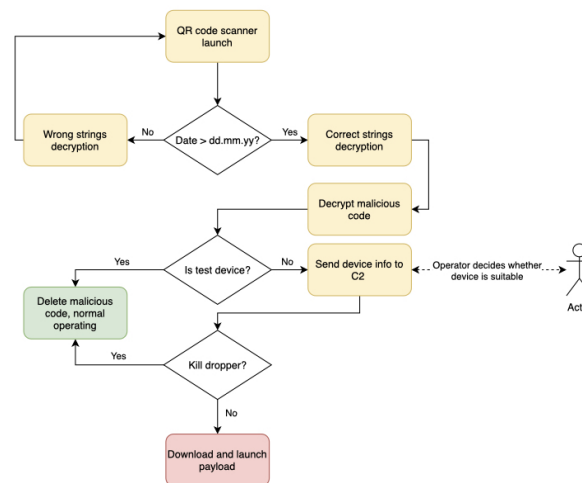 QR code scanner
launch
Wrong strings
decryption
No
Date > dd.mm.yy?
Yes
Correct strings
decryption
Decrypt malicious
code
Yes
Is test device?
No
Send device info to
C2
Operator decides whether
device is suitable
Act
Delete malicious
code, normal
operating
Yes
Kill dropper?
No
Download and launch
payload